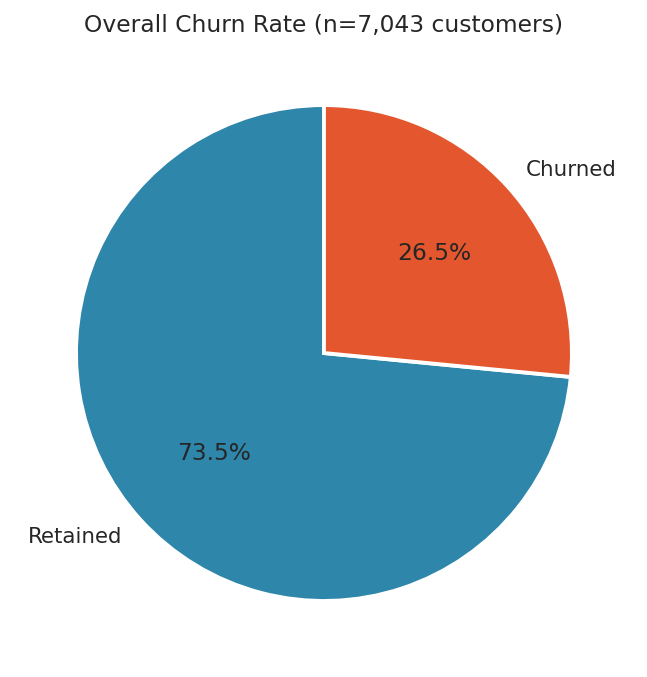 Overall Churn Rate (n=7,043 customers)
Churned
26.5%
73.5%
Retained